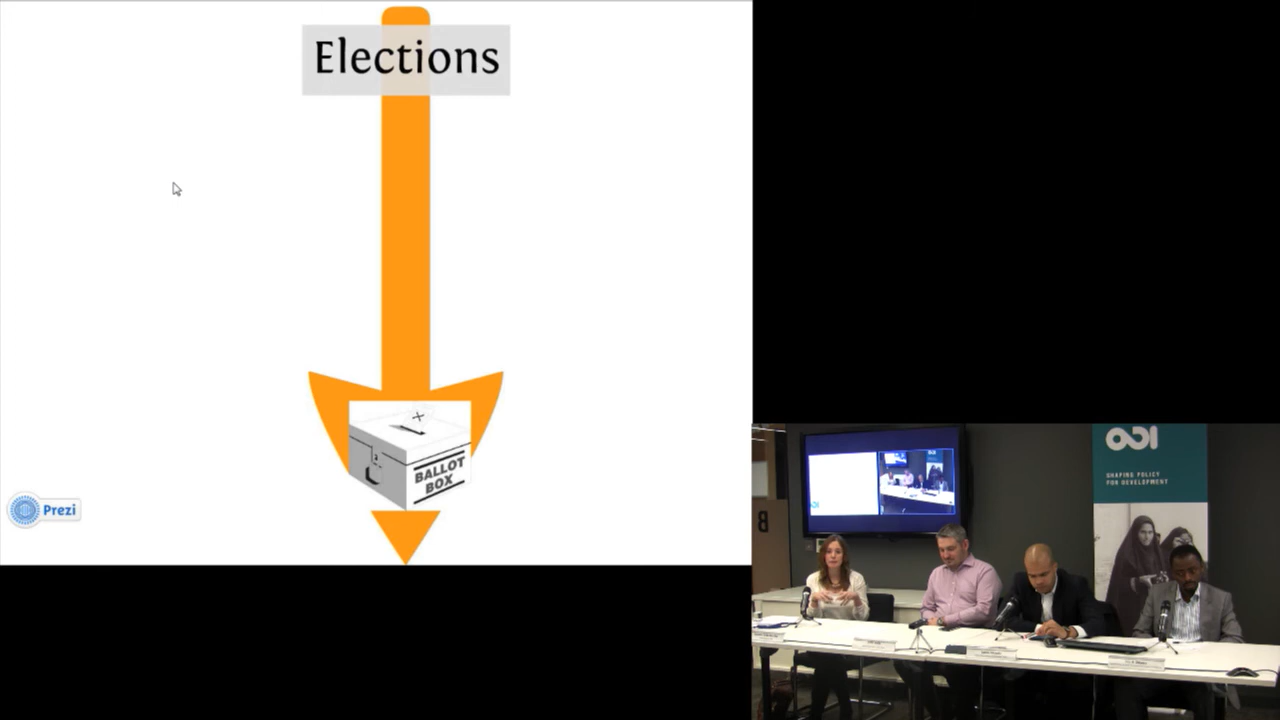 Elections
BALLOT
BOX
Prezi
ODI
SHAPING POLICY
FOR DEVELOPMENT
B